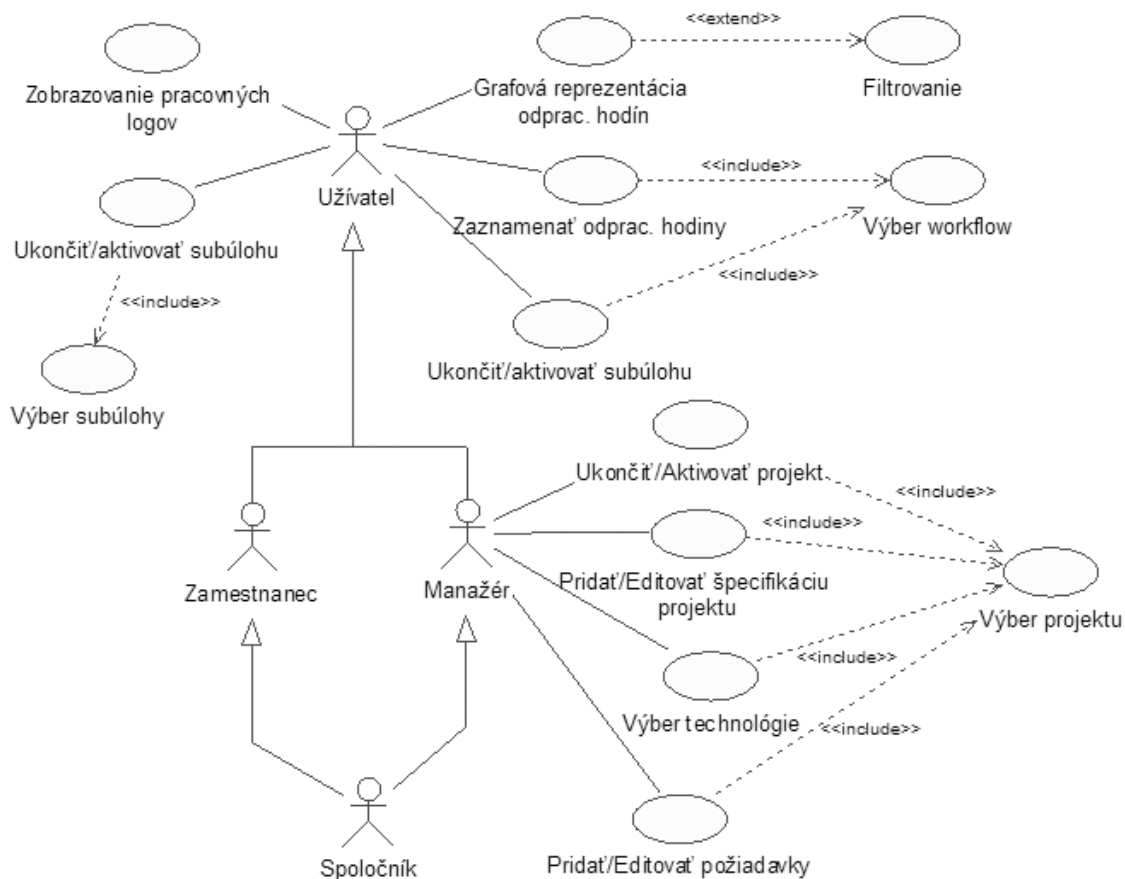 <<extend>>
Zobrazovanie pracovných
logov
Grafová reprezentácia
odprac. hodín
Filtrovanie
<<include>>
Užívatel
Zaznamenať odprac. hodiny
Výber workflow
Ukončiť/aktivovať subúlohu
<<include>>
<<include>>
Výber subúlohy
Ukončiť/aktivovať subúlohu
Ukončiť/Aktivovať projekt
<<include>>
<<include>>
Zamestnanec
Manažér
Pridať/Editovať špecifikáciu
projektu
Výber projektu
<<include>>
Výber technológie
<<include>>
Spoločník
Pridať/Editovať požiadavky